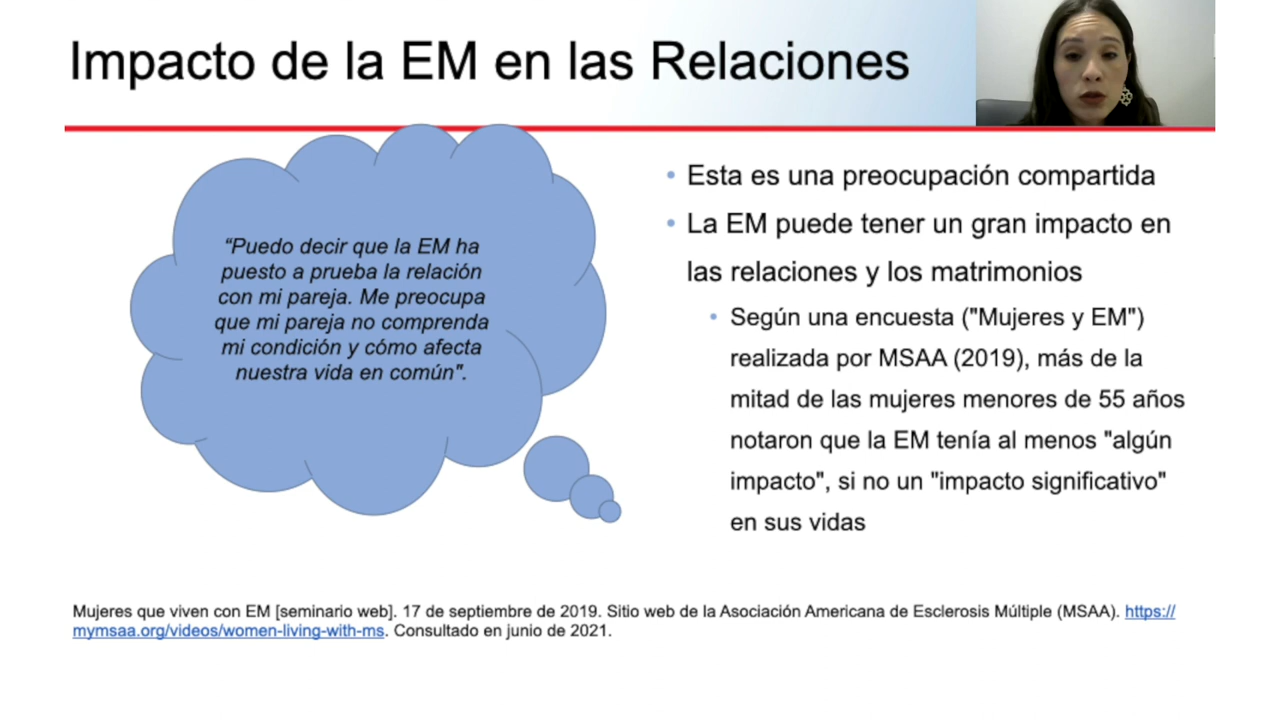 Impacto de la EM en las Relaciones
“Puedo decir que la EM ha
puesto a prueba la relación
con mi pareja. Me preocupa
que mi pareja no comprenda
mi condición y cómo afecta
nuestra vida en común".
• Esta es una preocupación compartida
• La EM puede tener un gran impacto en
las relaciones y los matrimonios
• Según una encuesta ("Mujeres y EM")
realizada por MSAA (2019), más de la
mitad de las mujeres menores de 55 años
notaron que la EM tenía al menos "algún
impacto", si no un "impacto significativo"
en sus vidas
Mujeres que viven con EM [seminario web]. 17 de septiembre de 2019. Sitio web de la Asociación Americana de Esclerosis Múltiple (MSAA). https://
mymsaa.org/videos/women-living-with-ms. Consultado en junio de 2021.